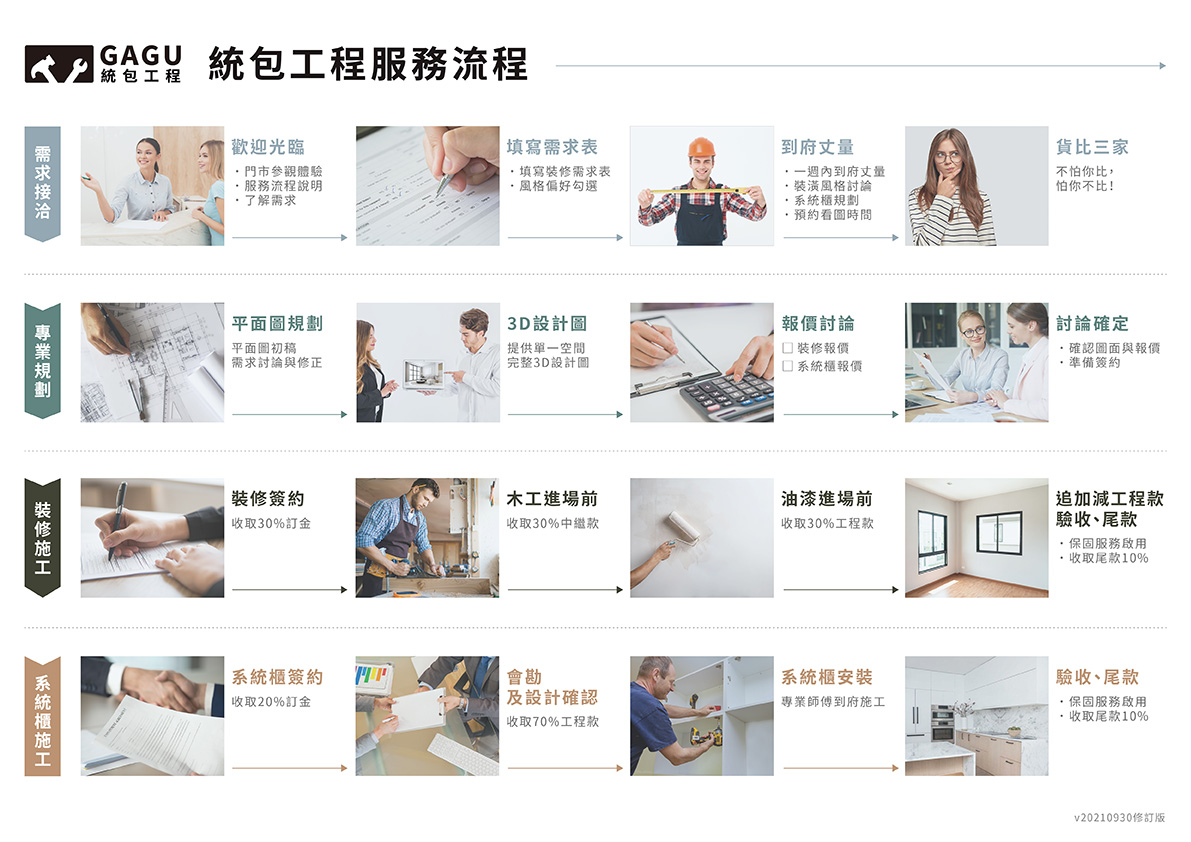 GAGU
統包工程
統包工程服務流程
需求接洽
歡迎光臨
・門市參觀體驗
・服務流程說明
・了解需求
填寫需求表
・填寫裝修需求表
・風格偏好勾選
到府丈量
・一週內到府丈量
・裝潢風格討論
・系統櫃規劃
・預約看圖時間
貨比三家
不怕你比,
怕你不比!
專業規劃
平面圖規劃
平面圖初稿
需求討論與修正
3D設計圖
提供單一空間
完整3D設計圖
報價討論
□ 裝修報價
□ 系統櫃報價
討論確定
・確認圖面與報價
・準備簽約
裝修施工
裝修簽約
收取30%訂金
木工進場前
收取30%中繼款
油漆進場前
收取30%工程款
追加減工程款
驗收、尾款
・保固服務啟用
・收取尾款10%
系統櫃施工
系統櫃簽約
收取20%訂金
會勘
及設計確認
收取70%工程款
系統櫃安裝
專業師傅到府施工
驗收、尾款
・保固服務啟用
・收取尾款10%
v20210930修訂版